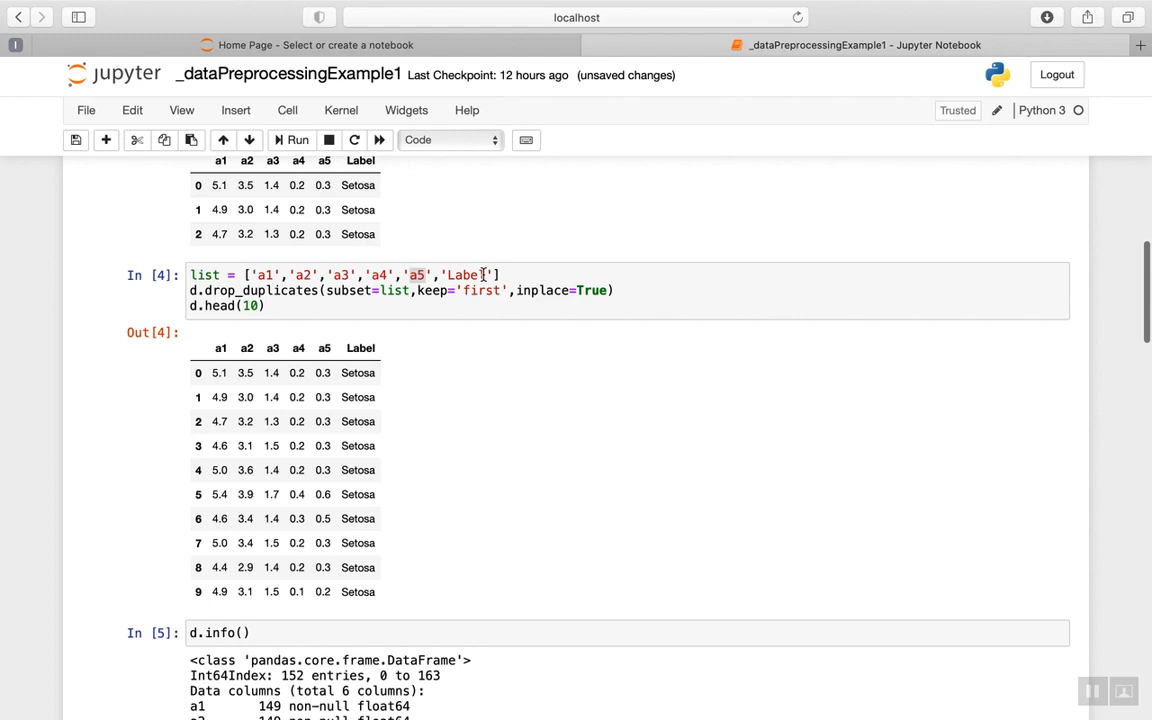 localhost
I
Home Page - Select or create a notebook
_dataPreprocessingExample1 - Jupyter Notebook
jupyter _dataPreprocessingExample1 Last Checkpoint: 12 hours ago (unsaved changes)
Logout
File Edit View Insert Cell Kernel Widgets Help
Trusted Python 3
Run Code
a1 a2 a3 a4 a5 Label
0 5.1 3.5 1.4 0.2 0.3 Setosa
1 4.9 3.0 1.4 0.2 0.3 Setosa
2 4.7 3.2 1.3 0.2 0.3 Setosa
In [4]: list = ['a1','a2','a3','a4','a5','Label']
d.drop_duplicates(subset=list,keep='first',inplace=True)
d.head(10)
Out[4]:
a1 a2 a3 a4 a5 Label
0 5.1 3.5 1.4 0.2 0.3 Setosa
1 4.9 3.0 1.4 0.2 0.3 Setosa
2 4.7 3.2 1.3 0.2 0.3 Setosa
3 4.6 3.1 1.5 0.2 0.3 Setosa
4 5.0 3.6 1.4 0.2 0.3 Setosa
5 5.4 3.9 1.7 0.4 0.6 Setosa
6 4.6 3.4 1.4 0.3 0.5 Setosa
7 5.0 3.4 1.5 0.2 0.3 Setosa
8 4.4 2.9 1.4 0.2 0.3 Setosa
9 4.9 3.1 1.5 0.1 0.2 Setosa
In [5]: d.info()
<class 'pandas.core.frame.DataFrame'>
Int64Index: 152 entries, 0 to 163
Data columns (total 6 columns):
a1 149 non-null float64